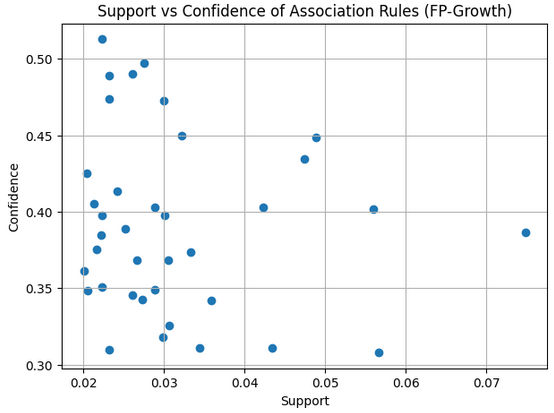 Support vs Confidence of Association Rules (FP-Growth)
0.50
0.45
0.40
0.35
0.30
Confidence
0.02 0.03 0.04 0.05 0.06 0.07
Support